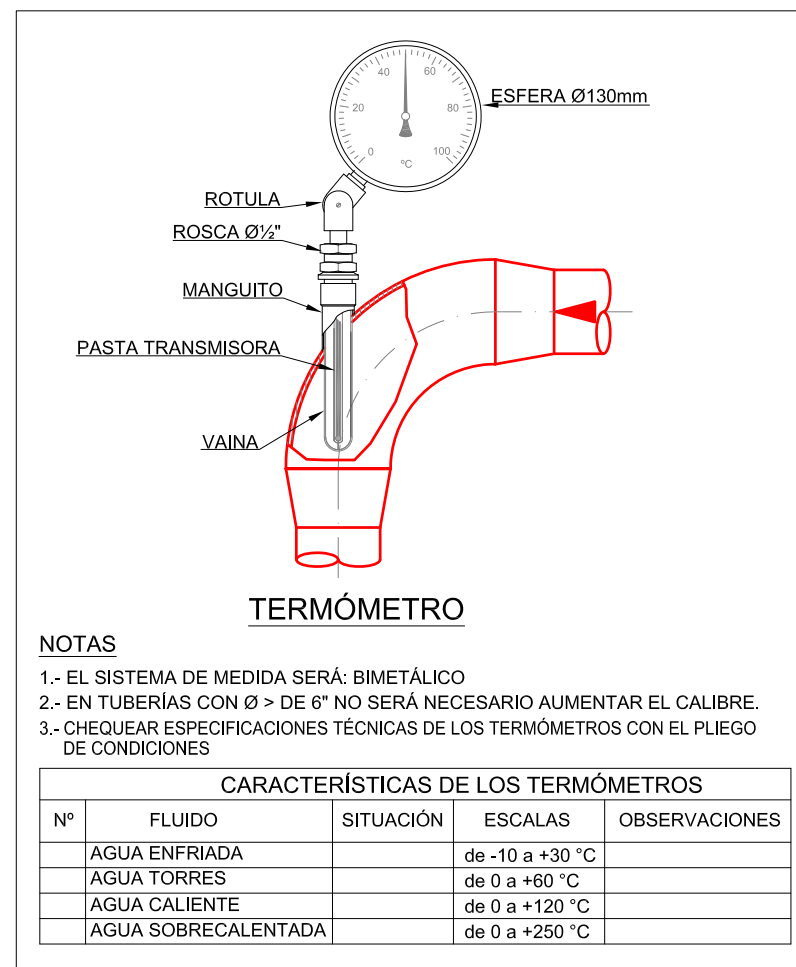 40
60
20
80
0
100
ºC
ESFERA Ø130mm
ROTULA
ROSCA Ø½"
MANGUITO
PASTA TRANSMISORA
VAINA
TERMÓMETRO
NOTAS
1.- EL SISTEMA DE MEDIDA SERÁ: BIMETÁLICO
2.- EN TUBERÍAS CON Ø > DE 6" NO SERÁ NECESARIO AUMENTAR EL CALIBRE.
3.- CHEQUEAR ESPECIFICACIONES TÉCNICAS DE LOS TERMÓMETROS CON EL PLIEGO
DE CONDICIONES
CARACTERÍSTICAS DE LOS TERMÓMETROS
Nº FLUIDO SITUACIÓN ESCALAS OBSERVACIONES
AGUA ENFRIADA de -10 a +30 °C
AGUA TORRES de 0 a +60 °C
AGUA CALIENTE de 0 a +120 °C
AGUA SOBRECALENTADA de 0 a +250 °C